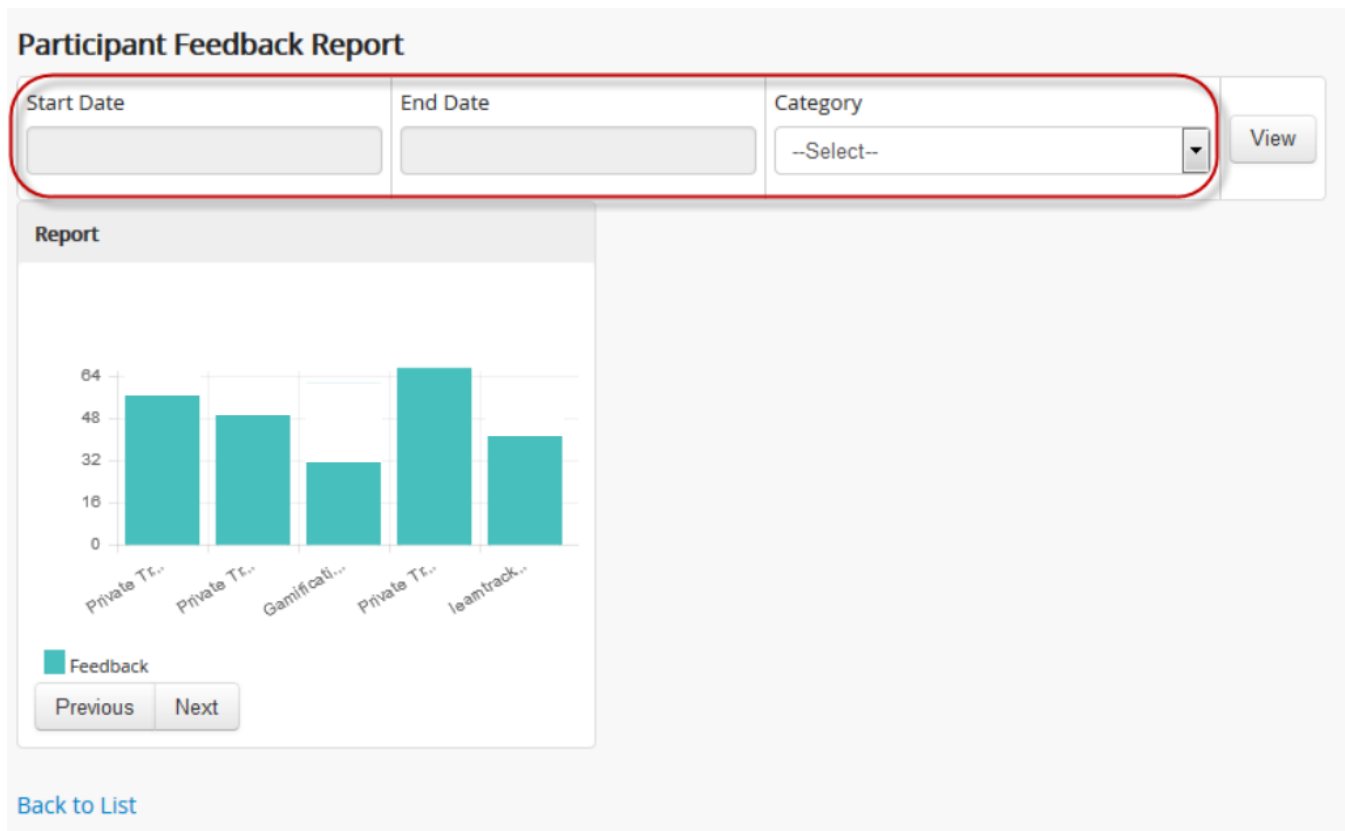 Participant Feedback Report
Start Date End Date Category
--Select-- View
Report
64
48
32
16
0
Private Tr... Private Tr... Gamificati... Private Tr... leamtrack...
Feedback
Previous Next
Back to List